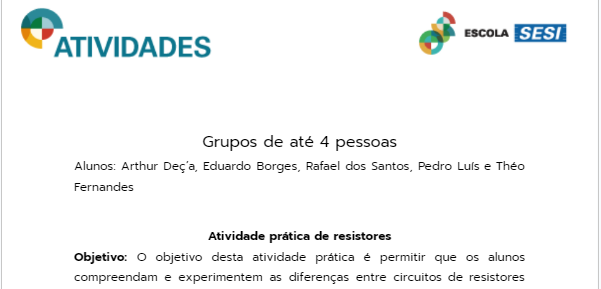 ATIVIDADES
ESCOLA SESI
Grupos de até 4 pessoas
Alunos: Arthur Deç´a, Eduardo Borges, Rafael dos Santos, Pedro Luís e Théo
Fernandes
Atividade prática de resistores
Objetivo: O objetivo desta atividade prática é permitir que os alunos
compreendam e experimentem as diferenças entre circuitos de resistores